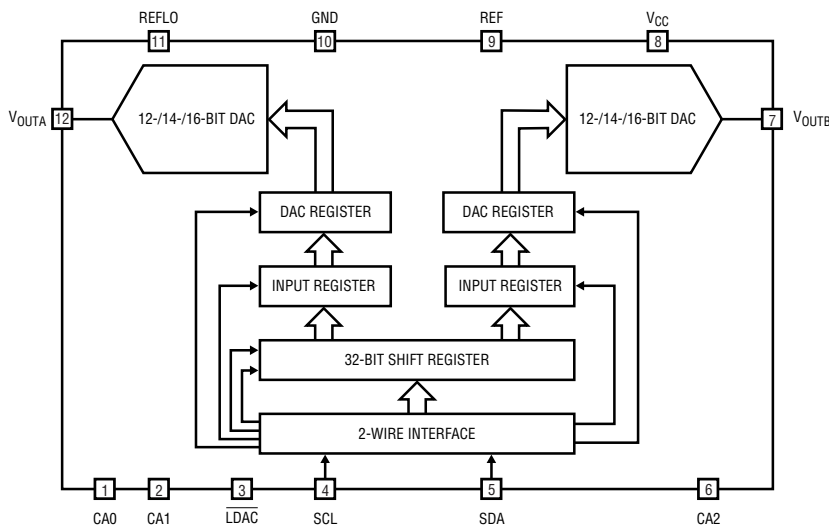 REFLO GND REF VCC
11 10 9 8
VOUTA 12 12-/14-/16-BIT DAC 12-/14-/16-BIT DAC 7 VOUTB
DAC REGISTER DAC REGISTER
INPUT REGISTER INPUT REGISTER
32-BIT SHIFT REGISTER
2-WIRE INTERFACE
1 2 3 4 5 6
CA0 CA1 LDAC SCL SDA CA2